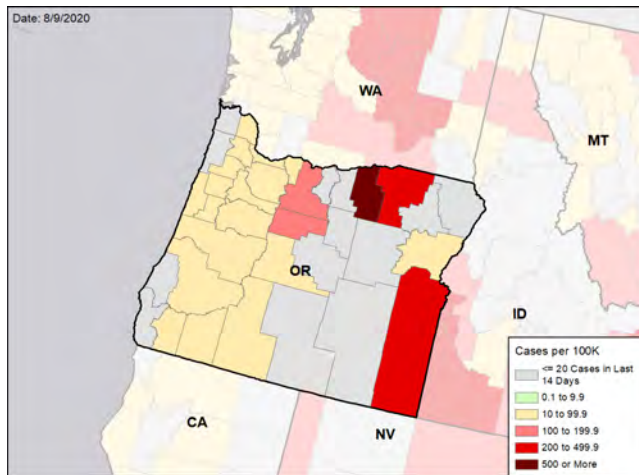 Date: 8/9/2020
WA
MT
OR
ID
CA
NV
Cases per 100K
<= 20 Cases in Last
14 Days
0.1 to 9.9
10 to 99.9
100 to 199.9
200 to 499.9
500 or More